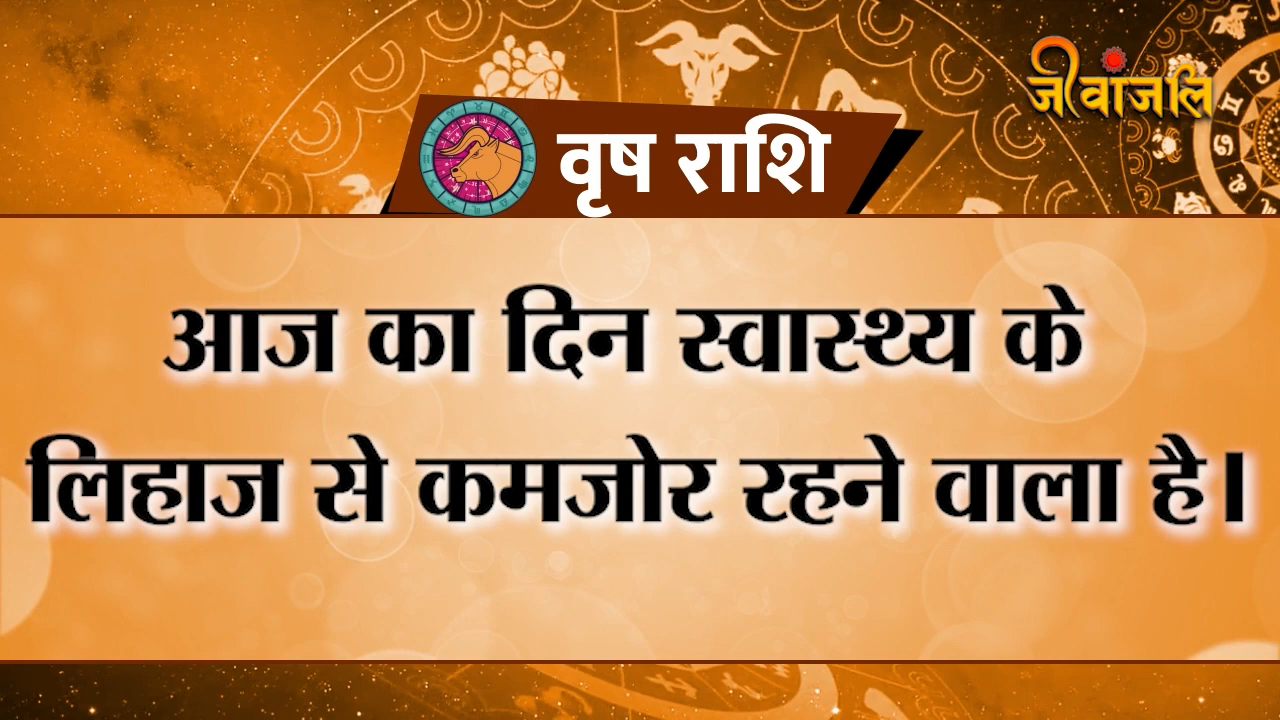 जीवांजलि
वृष राशि
आज का दिन स्वास्थ्य के
लिहाज से कमजोर रहने वाला है।